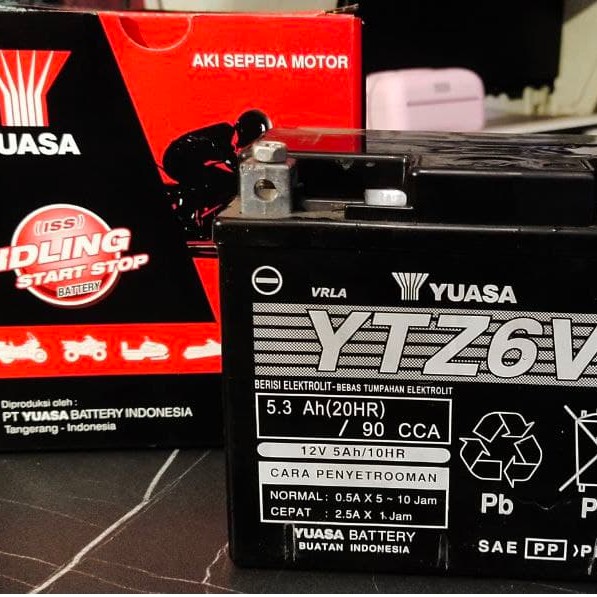 AKI SEPEDA MOTOR
YUASA
((ISS))
IDLING
START STOP
BATTERY
Diproduksi oleh :
PT YUASA BATTERY INDONESIA
Tangerang - Indonesia
VRLA YUASA
YTZ6V
BERISI ELEKTROLIT-BEBAS TUMPAHAN ELEKTROLIT
5.3 Ah(20HR)
/ 90 CCA
12V 5Ah/10HR
CARA PENYETROOMAN
NORMAL : 0.5A X 5 ~ 10 Jam
CEPAT : 2.5A X 1 Jam
YUASA BATTERY
BUATAN INDONESIA
Pb
SAE PP